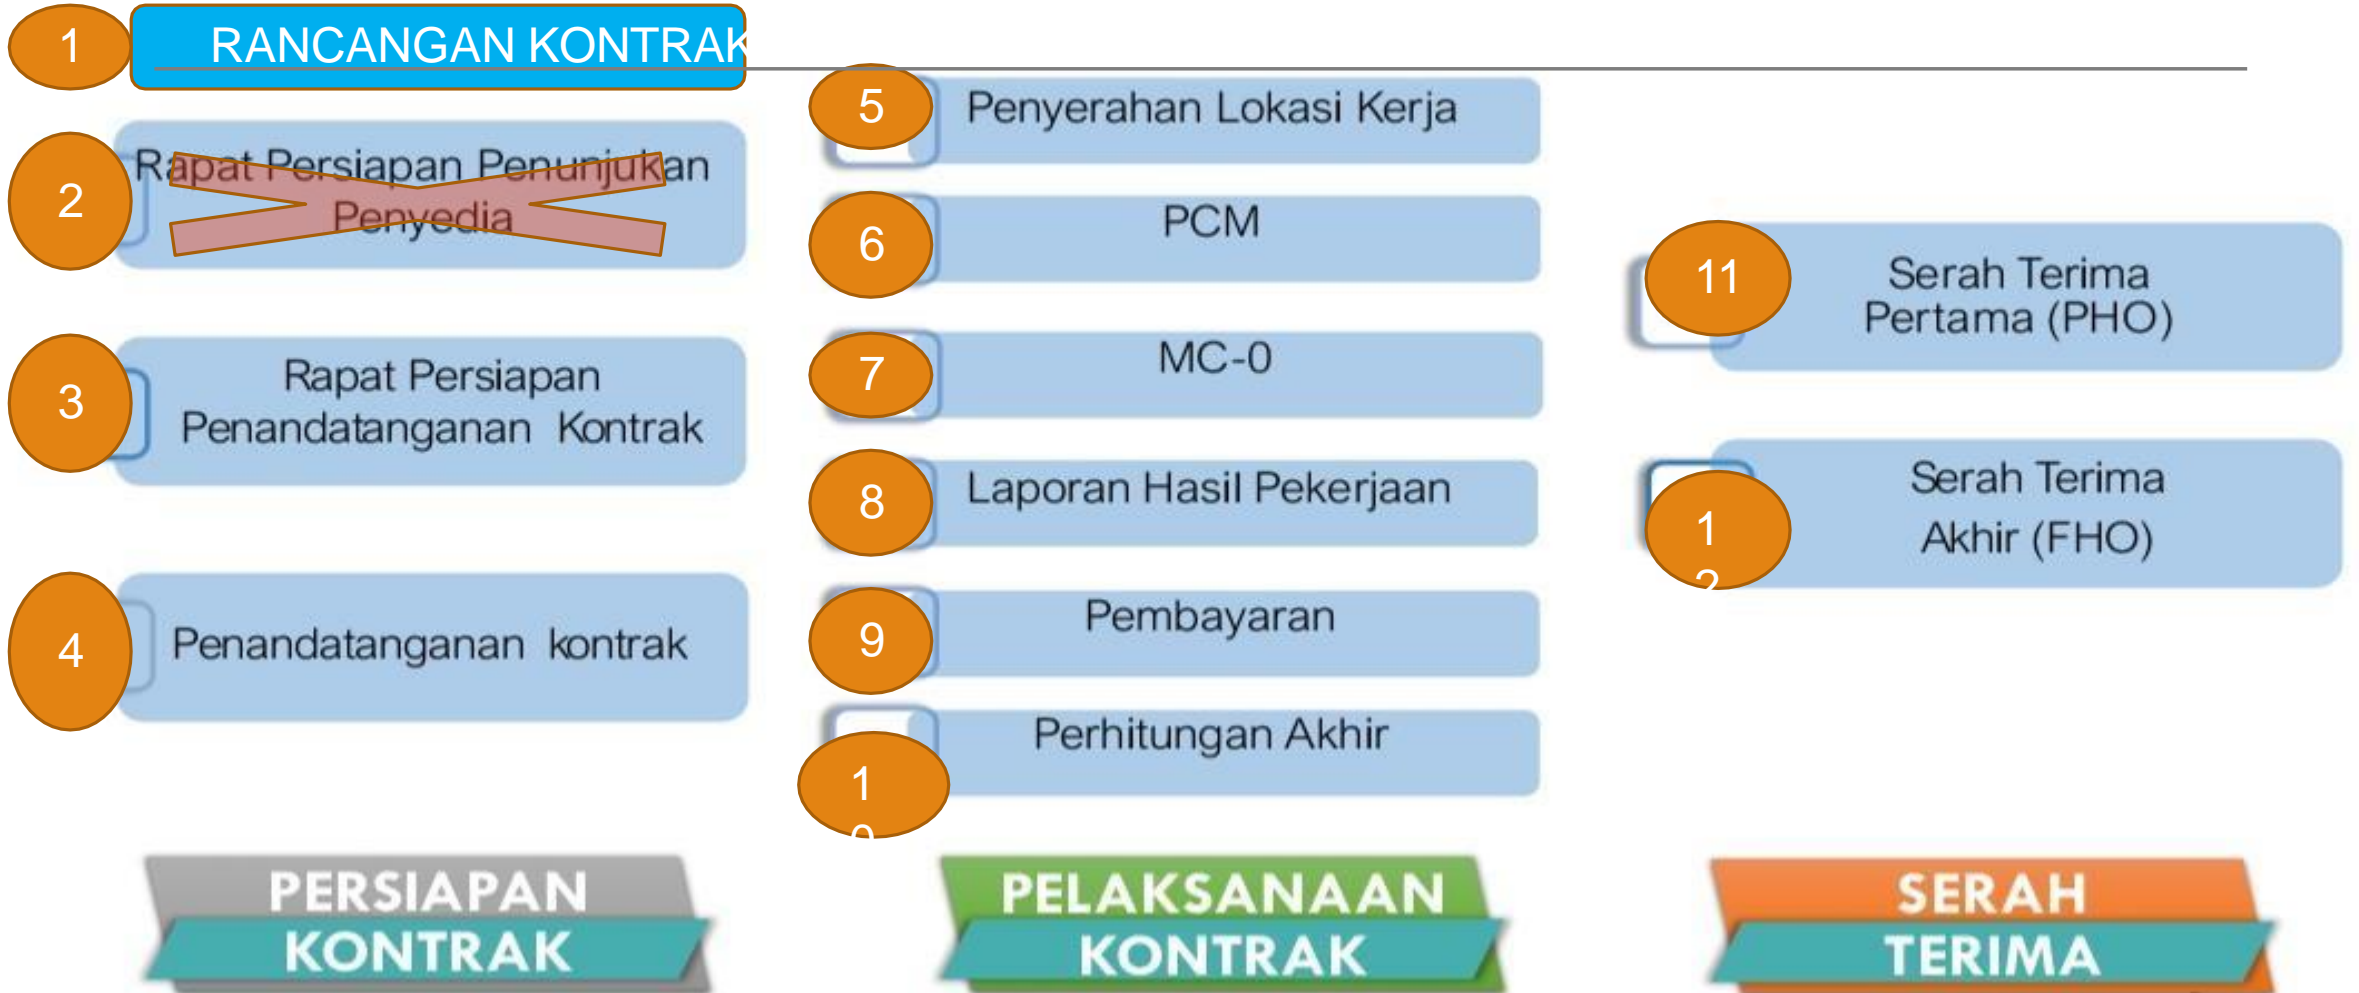 1
RANCANGAN KONTRAK
2
Rapat Persiapan Penunjukan
Penyedia
3
Rapat Persiapan
Penandatanganan Kontrak
4
Penandatanganan kontrak
PERSIAPAN
KONTRAK
5
Penyerahan Lokasi Kerja
6
PCM
7
MC-0
8
Laporan Hasil Pekerjaan
9
Pembayaran
1
0
Perhitungan Akhir
PELAKSANAAN
KONTRAK
11
Serah Terima
Pertama (PHO)
1
2
Serah Terima
Akhir (FHO)
SERAH
TERIMA